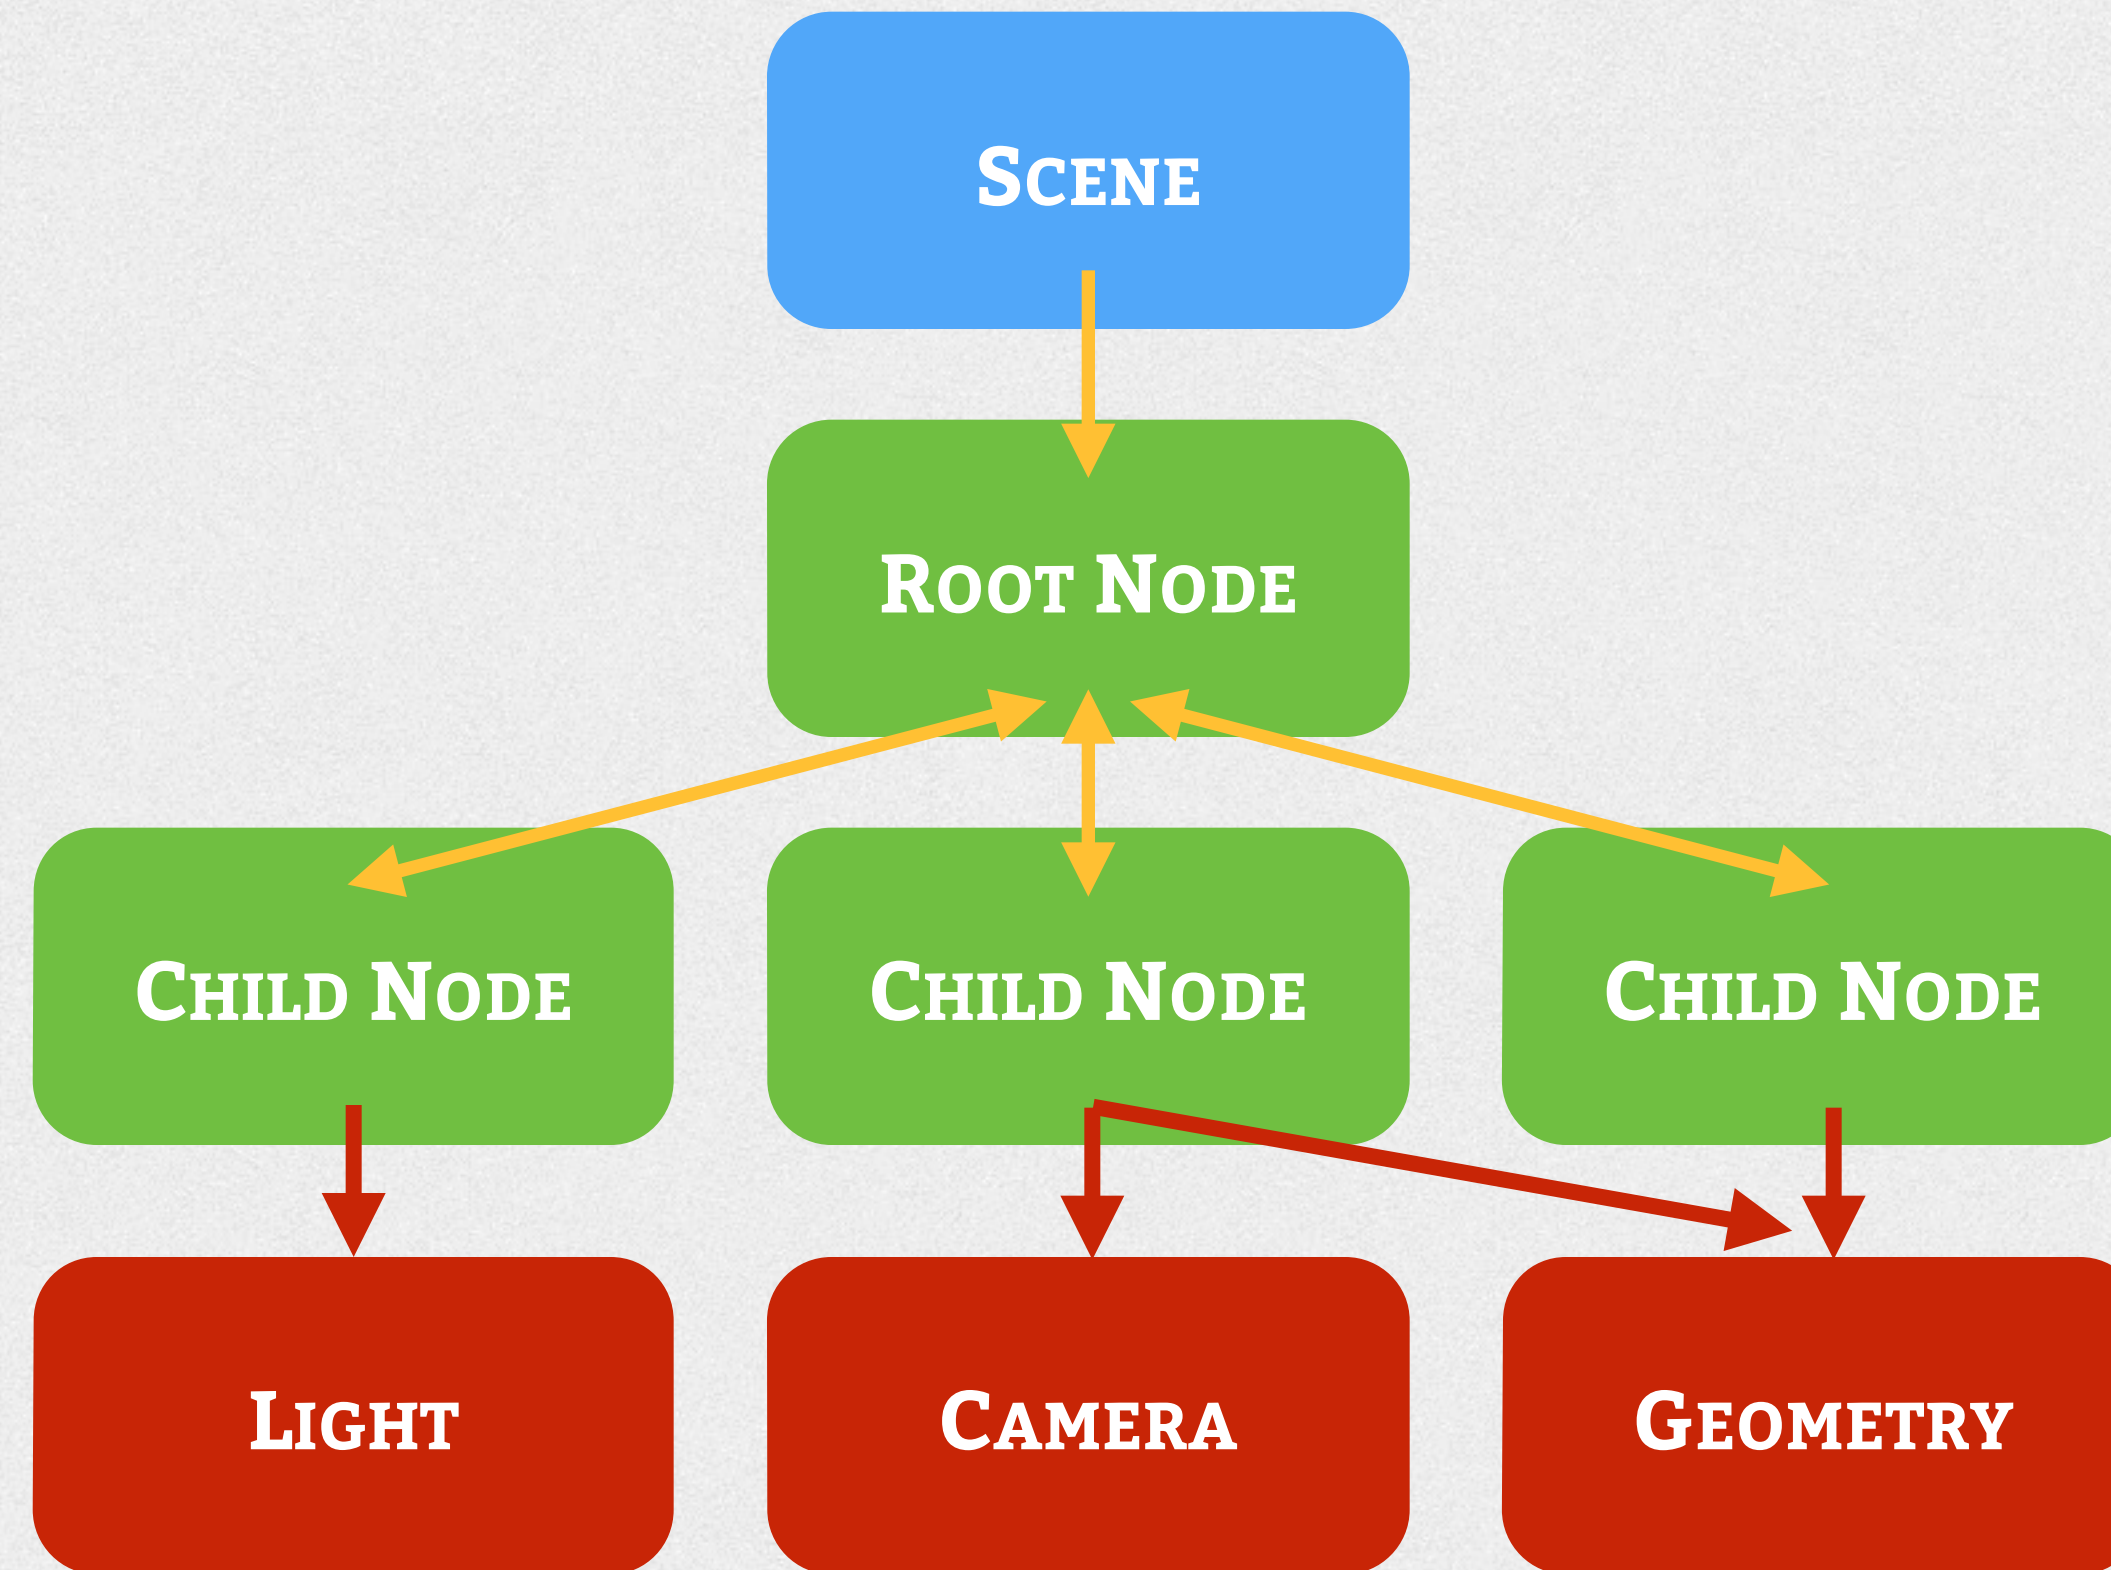 Scene
Root Node
Child Node
Child Node
Child Node
Light
Camera
Geometry